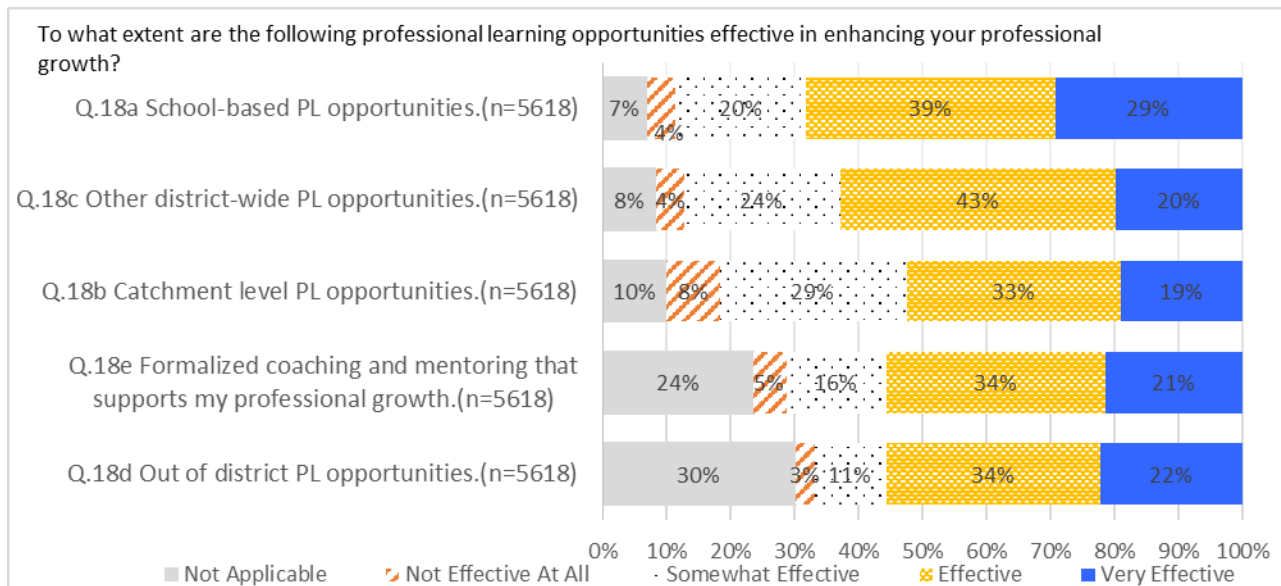 To what extent are the following professional learning opportunities effective in enhancing your professional
growth?
Q.18a School-based PL opportunities.(n=5618)
7% 4% 20% 39% 29%
Q.18c Other district-wide PL opportunities.(n=5618)
8% 4% 24% 43% 20%
Q.18b Catchment level PL opportunities.(n=5618)
10% 8% 29% 33% 19%
Q.18e Formalized coaching and mentoring that
supports my professional growth.(n=5618)
24% 5% 16% 34% 21%
Q.18d Out of district PL opportunities.(n=5618)
30% 3% 11% 34% 22%
0% 10% 20% 30% 40% 50% 60% 70% 80% 90% 100%
Not Applicable Not Effective At All Somewhat Effective Effective Very Effective